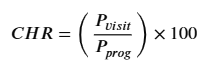 CHR = ( P_visit / P_prog ) × 100